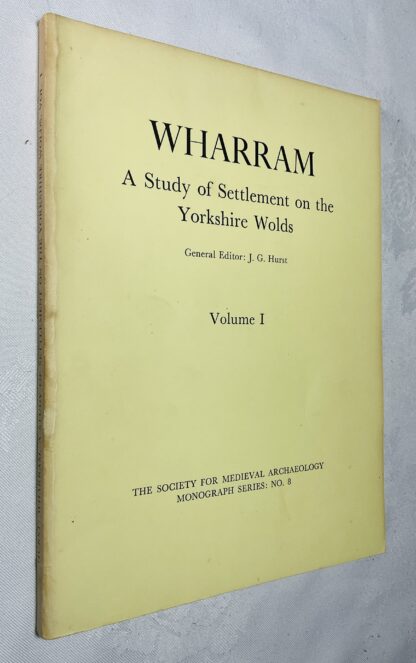 WHARRAM
A Study of Settlement on the
Yorkshire Wolds
General Editor: J. G. Hurst
Volume I
THE SOCIETY FOR MEDIEVAL ARCHAEOLOGY
MONOGRAPH SERIES: NO. 8